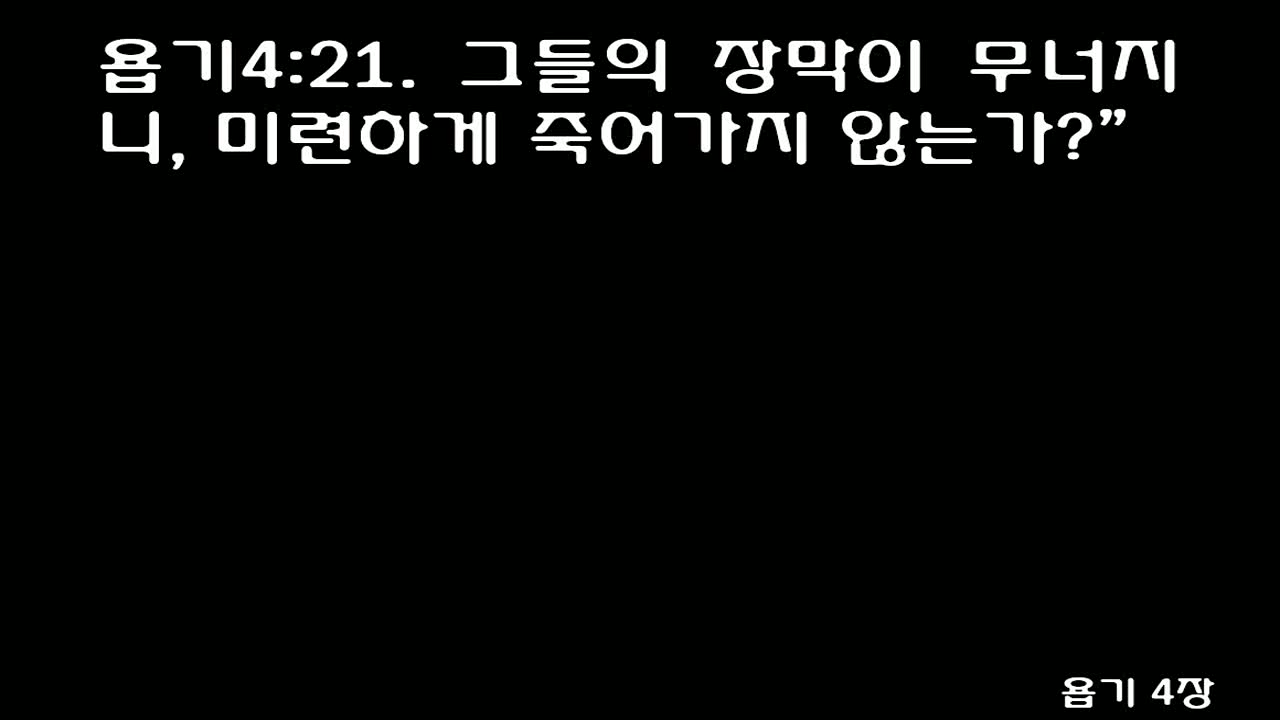 욥기4:21. 그들의 장막이 무너지
니, 미련하게 죽어가지 않는가?”
욥기 4장